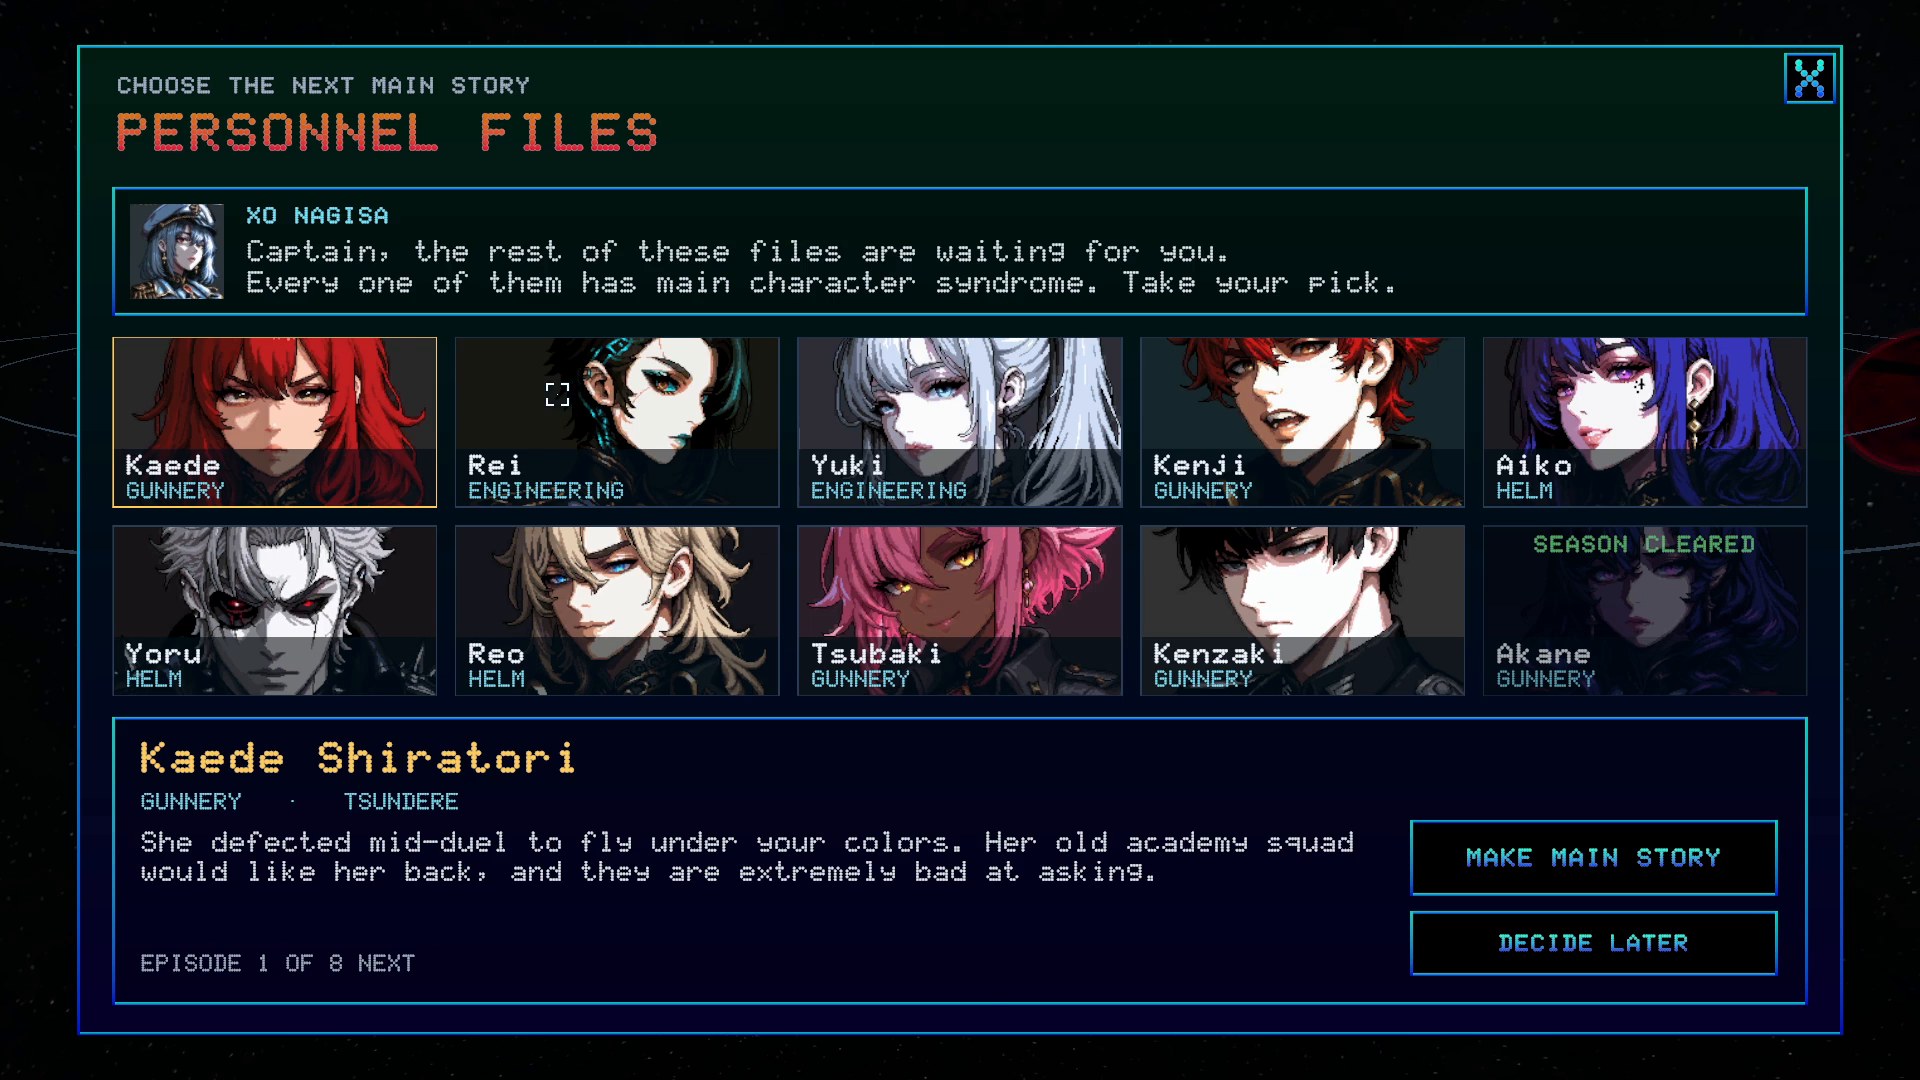 CHOOSE THE NEXT MAIN STORY
PERSONNEL FILES
X
XO NAGISA
Captain, the rest of these files are waiting for you.
Every one of them has main character syndrome. Take your pick.
Kaede
GUNNERY
Rei
ENGINEERING
Yuki
ENGINEERING
Kenji
GUNNERY
Aiko
HELM
Yoru
HELM
Reo
HELM
Tsubaki
GUNNERY
Kenzaki
GUNNERY
SEASON CLEARED
Akane
GUNNERY
Kaede Shiratori
GUNNERY · TSUNDERE
She defected mid-duel to fly under your colors. Her old academy squad
would like her back, and they are extremely bad at asking.
EPISODE 1 OF 8 NEXT
MAKE MAIN STORY
DECIDE LATER